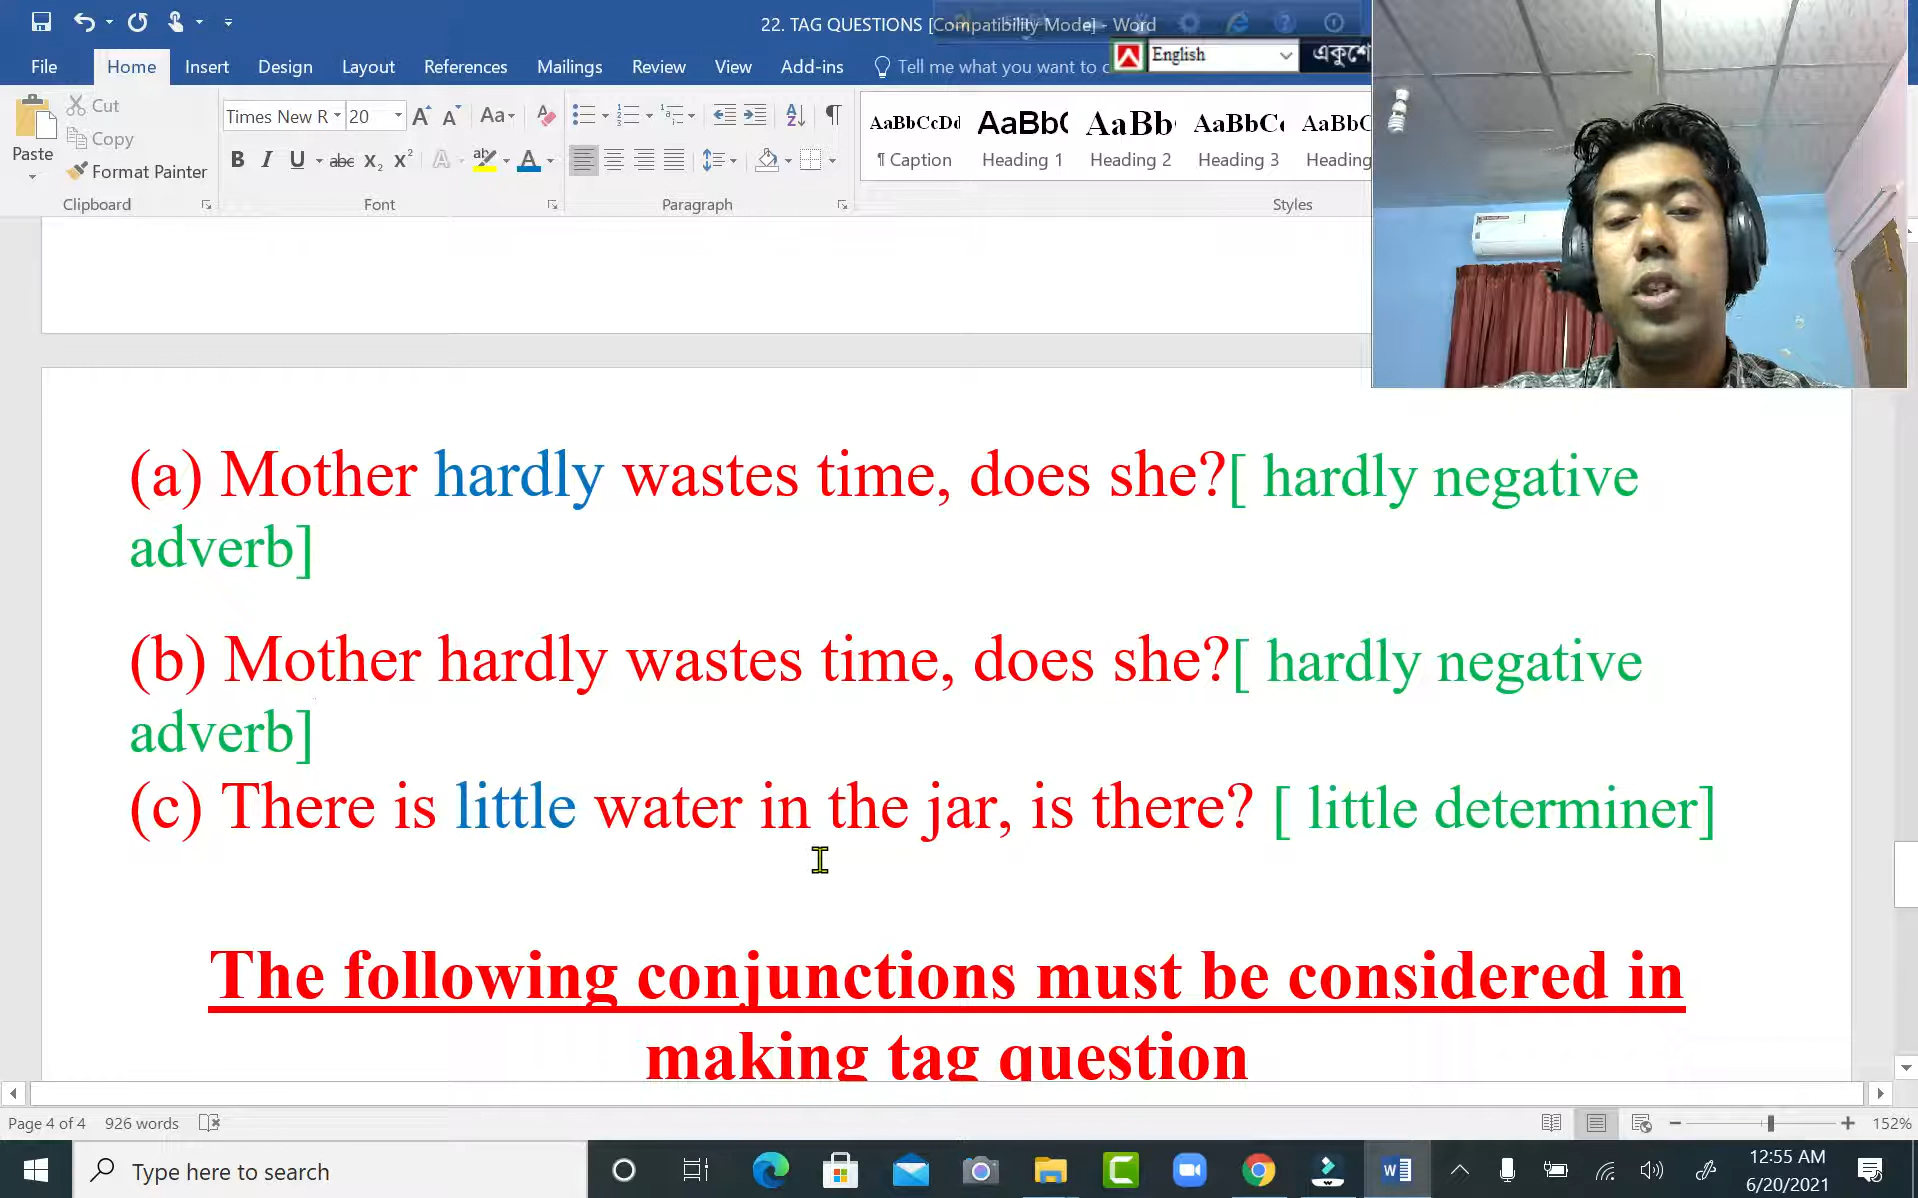 22. TAG QUESTIONS [Compatibility Mode] - Word
English
একুশে
File Home Insert Design Layout References Mailings Review View Add-ins Tell me what you want to
Cut
Copy
Format Painter
Paste
Times New R 20
AaBbCcDd AaBb( AaBb AaBbC AaBbC
¶ Caption Heading 1 Heading 2 Heading 3 Heading
Clipboard Font Paragraph Styles
(a) Mother hardly wastes time, does she?[ hardly negative
adverb]
(b) Mother hardly wastes time, does she?[ hardly negative
adverb]
(c) There is little water in the jar, is there? [ little determiner]
The following conjunctions must be considered in
making tag question
Page 4 of 4 926 words 152%
Type here to search
12:55 AM
6/20/2021